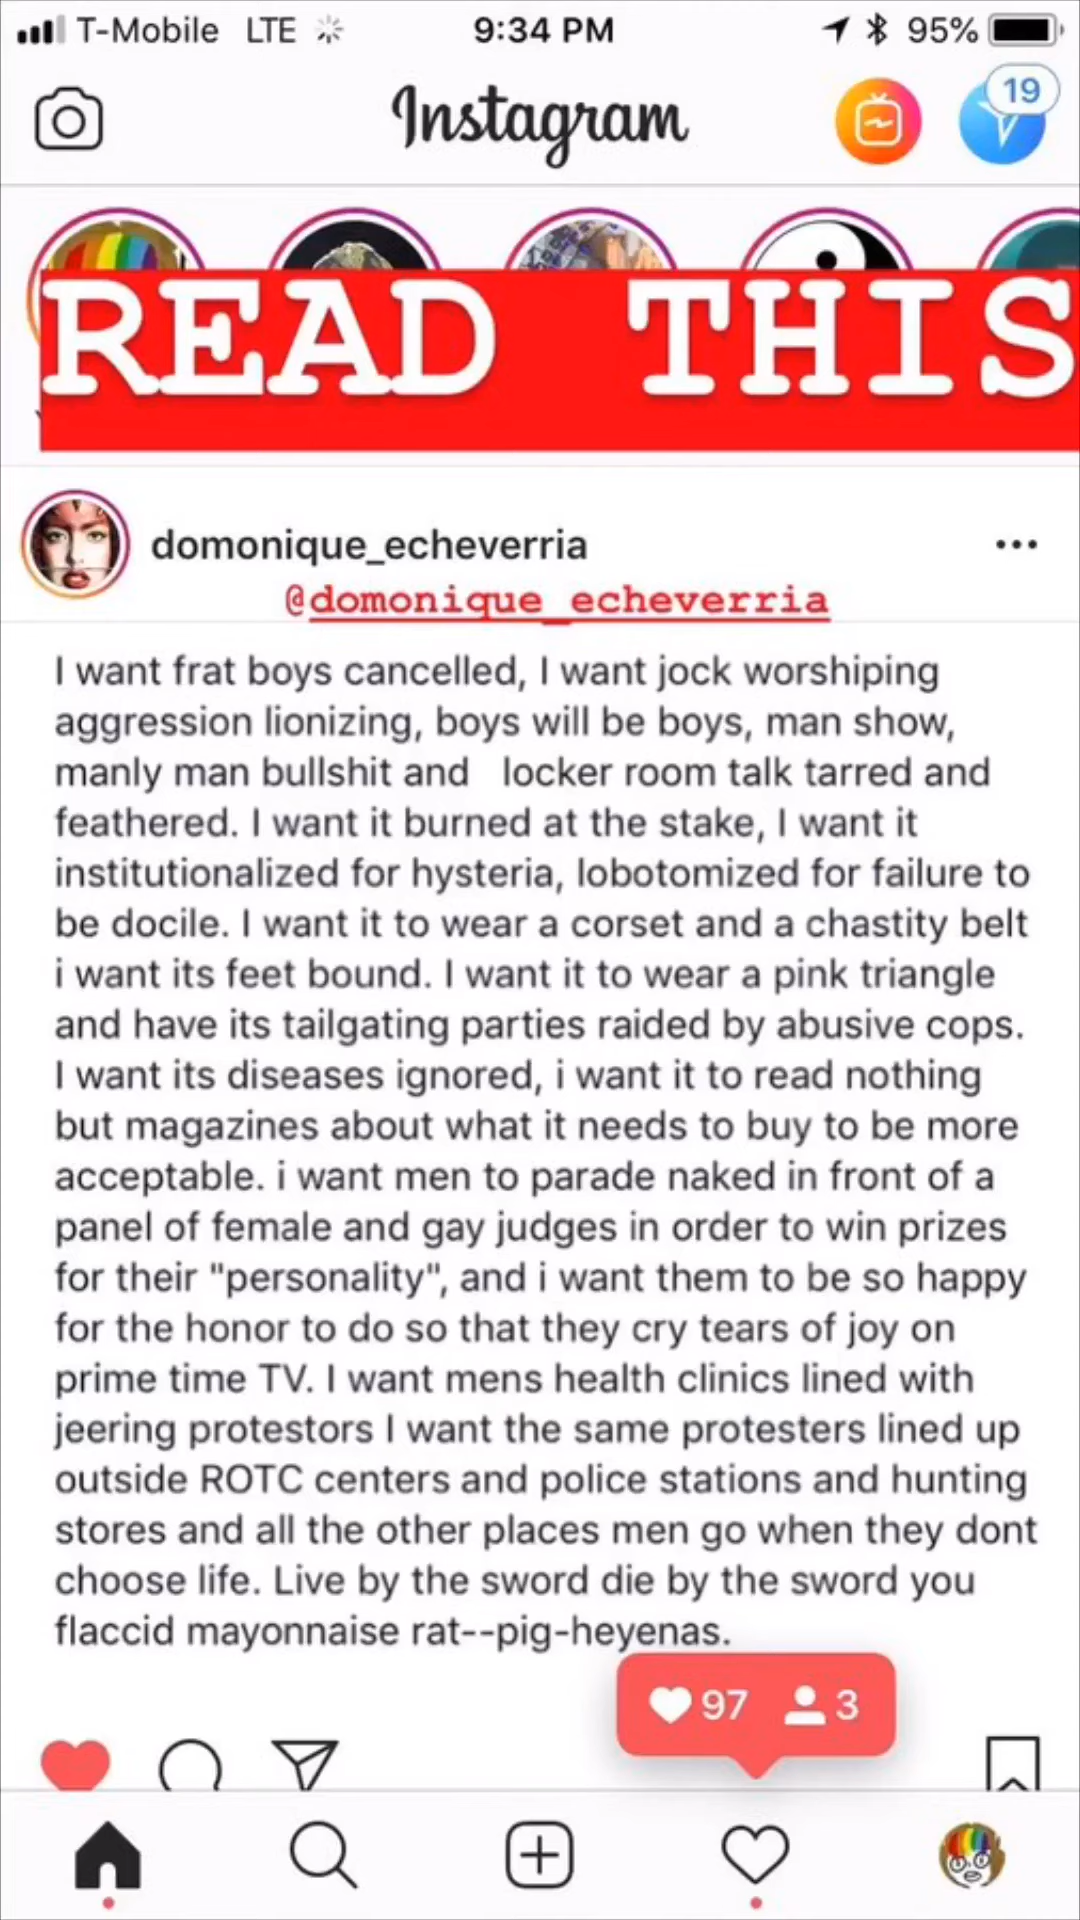 T-Mobile LTE 9:34 PM 95%
Instagram
19
READ THIS
domonique_echeverria
@domonique_echeverria
I want frat boys cancelled, I want jock worshiping
aggression lionizing, boys will be boys, man show,
manly man bullshit and locker room talk tarred and
feathered. I want it burned at the stake, I want it
institutionalized for hysteria, lobotomized for failure to
be docile. I want it to wear a corset and a chastity belt
i want its feet bound. I want it to wear a pink triangle
and have its tailgating parties raided by abusive cops.
I want its diseases ignored, i want it to read nothing
but magazines about what it needs to buy to be more
acceptable. i want men to parade naked in front of a
panel of female and gay judges in order to win prizes
for their "personality", and i want them to be so happy
for the honor to do so that they cry tears of joy on
prime time TV. I want mens health clinics lined with
jeering protestors I want the same protesters lined up
outside ROTC centers and police stations and hunting
stores and all the other places men go when they dont
choose life. Live by the sword die by the sword you
flaccid mayonnaise rat--pig-heyenas.
97 3